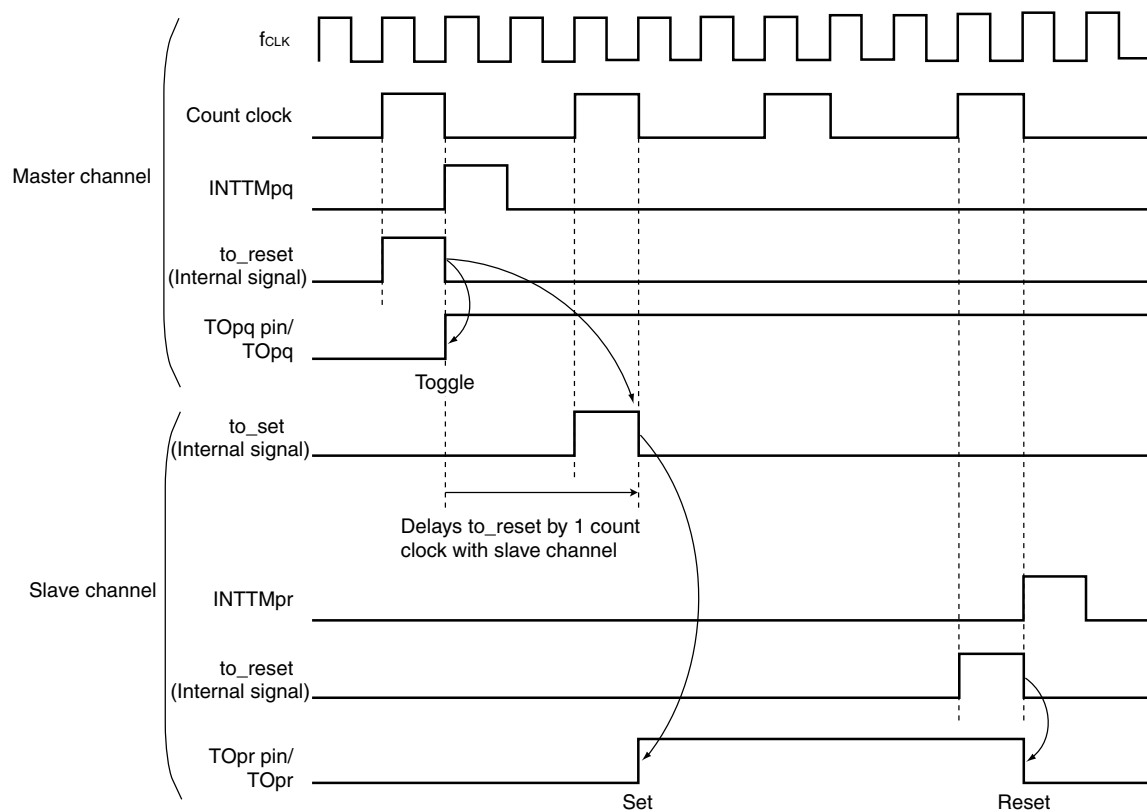 fCLK
Count clock
Master channel
INTTMpq
to_reset
(Internal signal)
TOpq pin/
TOpq
Toggle
to_set
(Internal signal)
Delays to_reset by 1 count
clock with slave channel
Slave channel
INTTMpr
to_reset
(Internal signal)
TOpr pin/
TOpr
Set
Reset